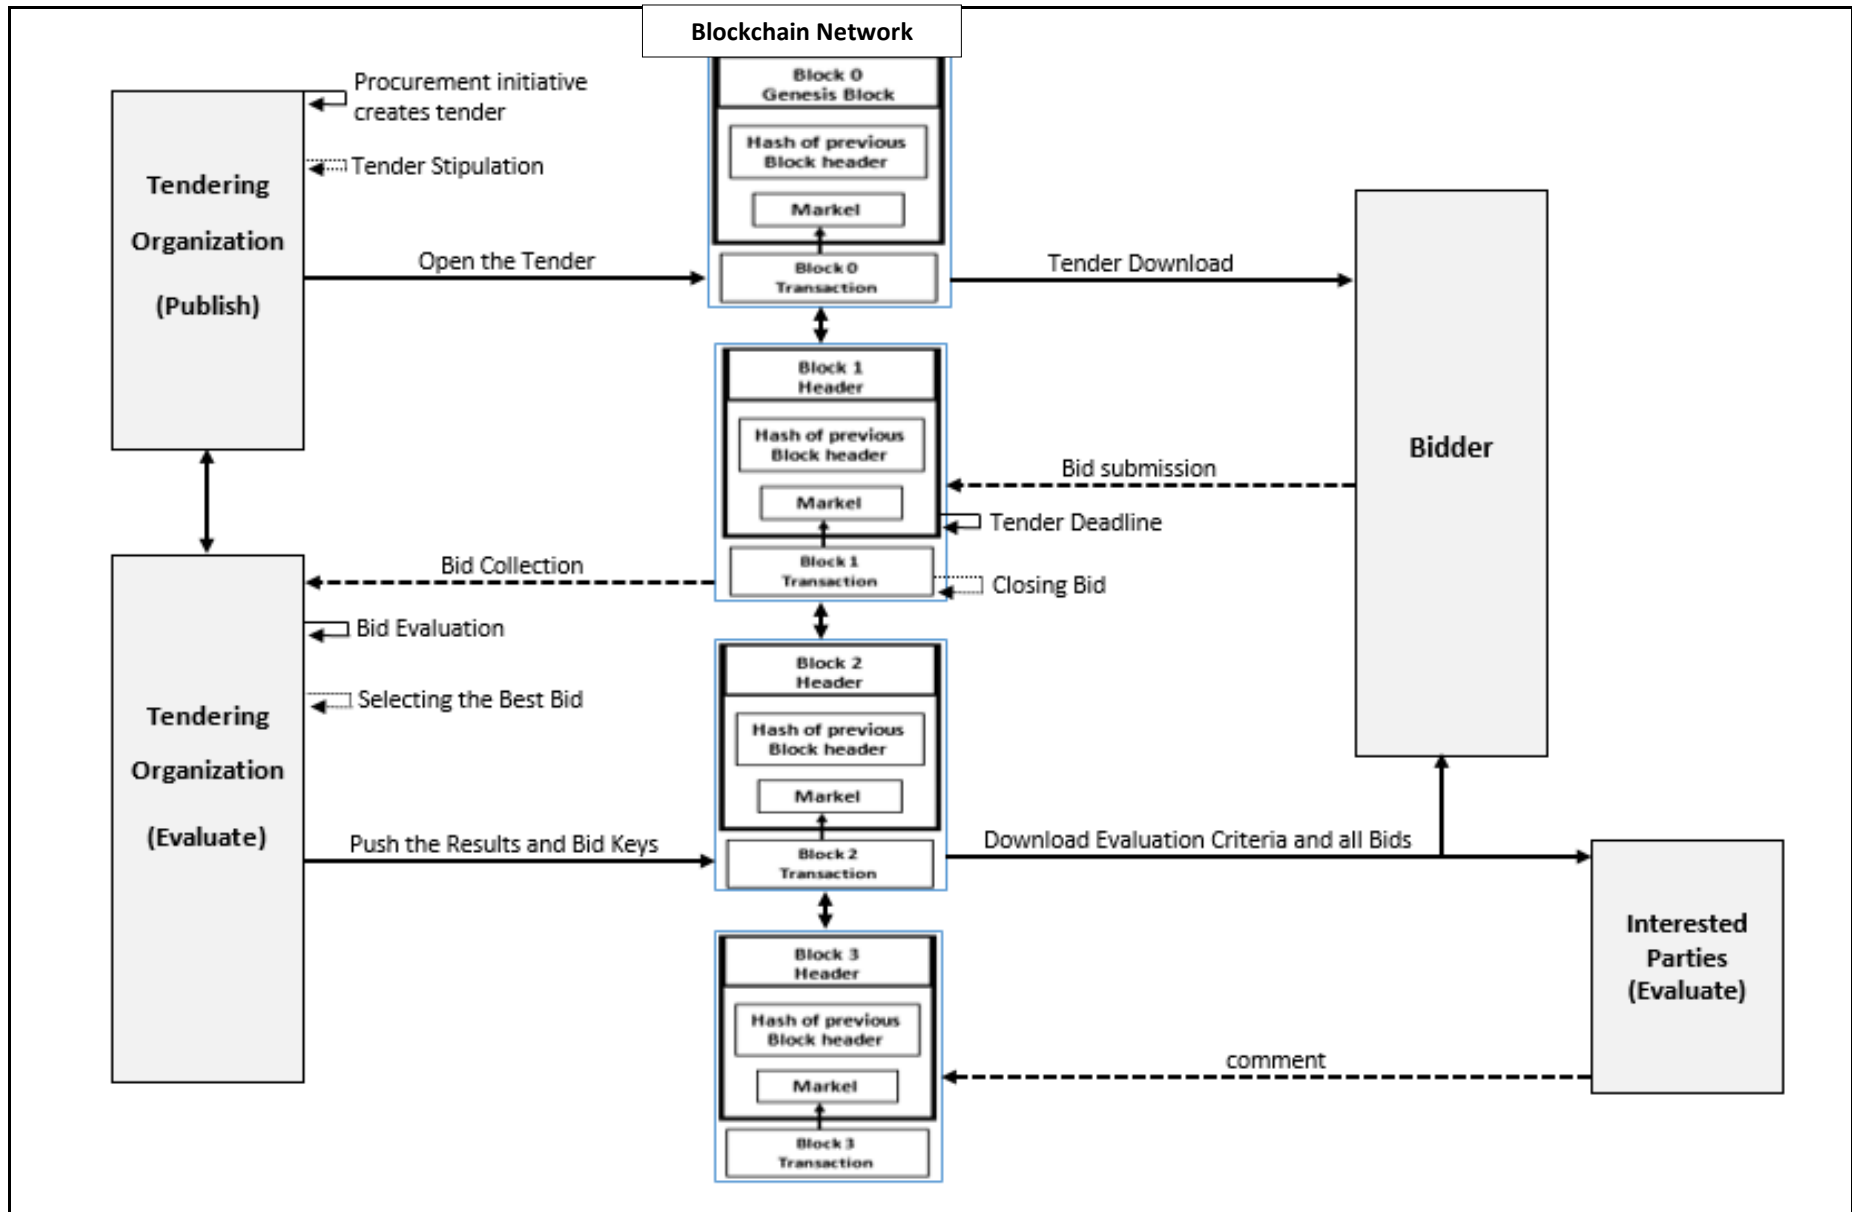 Blockchain Network
Procurement initiative
creates tender
Tender Stipulation
Tendering
Organization
(Publish)
Open the Tender
Block 0
Genesis Block
Hash of previous
Block header
Markel
Block 0
Transaction
Tender Download
Bidder
Block 1
Header
Hash of previous
Block header
Markel
Block 1
Transaction
Bid submission
Tender Deadline
Closing Bid
Bid Collection
Bid Evaluation
Selecting the Best Bid
Tendering
Organization
(Evaluate)
Push the Results and Bid Keys
Block 2
Header
Hash of previous
Block header
Markel
Block 2
Transaction
Download Evaluation Criteria and all Bids
Interested
Parties
(Evaluate)
Block 3
Header
Hash of previous
Block header
Markel
Block 3
Transaction
comment